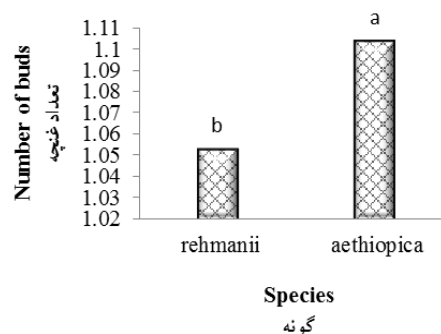 Number of buds
تعداد غنچه
1.11
1.1
1.09
1.08
1.07
1.06
1.05
1.04
1.03
1.02
b
a
rehmanii
aethiopica
Species
گونه